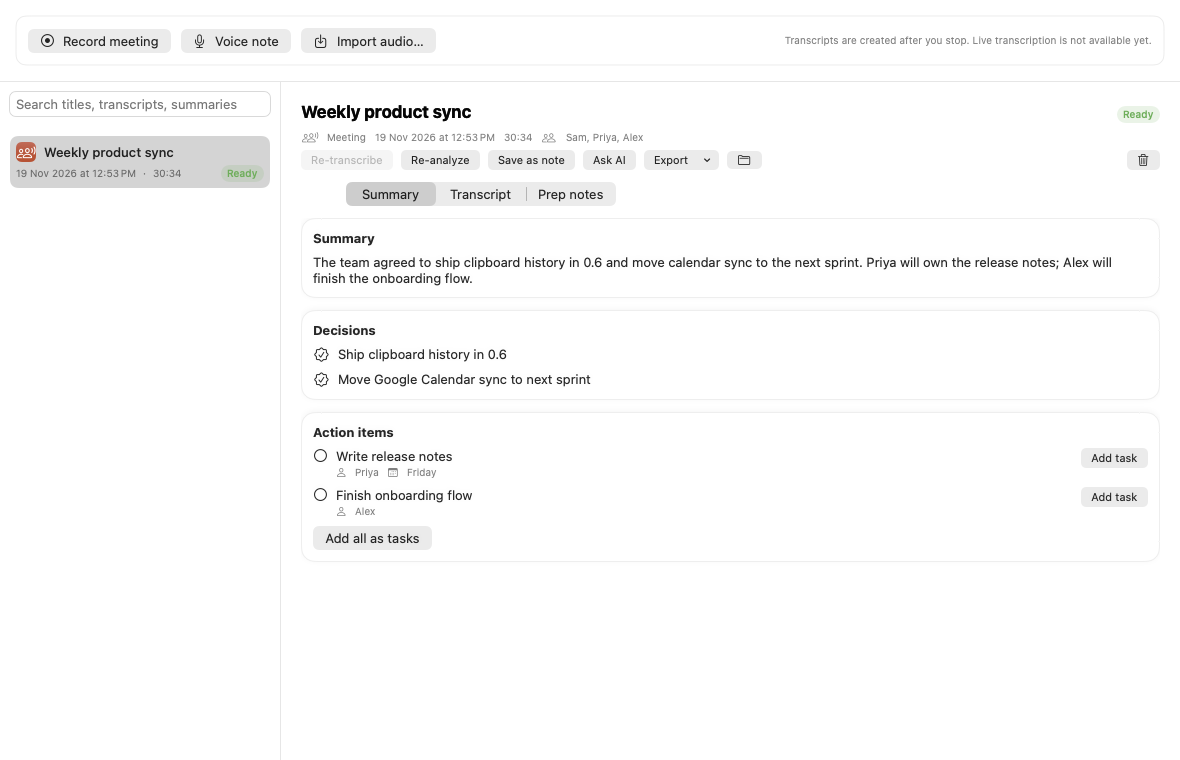 Record meeting
Voice note
Import audio...
Transcripts are created after you stop. Live transcription is not available yet.
Search titles, transcripts, summaries
Weekly product sync
19 Nov 2026 at 12:53 PM · 30:34
Ready
Weekly product sync
Ready
Meeting 19 Nov 2026 at 12:53 PM 30:34 Sam, Priya, Alex
Re-transcribe
Re-analyze
Save as note
Ask AI
Export
Summary
Transcript
Prep notes
Summary
The team agreed to ship clipboard history in 0.6 and move calendar sync to the next sprint. Priya will own the release notes; Alex will
finish the onboarding flow.
Decisions
Ship clipboard history in 0.6
Move Google Calendar sync to next sprint
Action items
Write release notes
Priya Friday
Add task
Finish onboarding flow
Alex
Add task
Add all as tasks